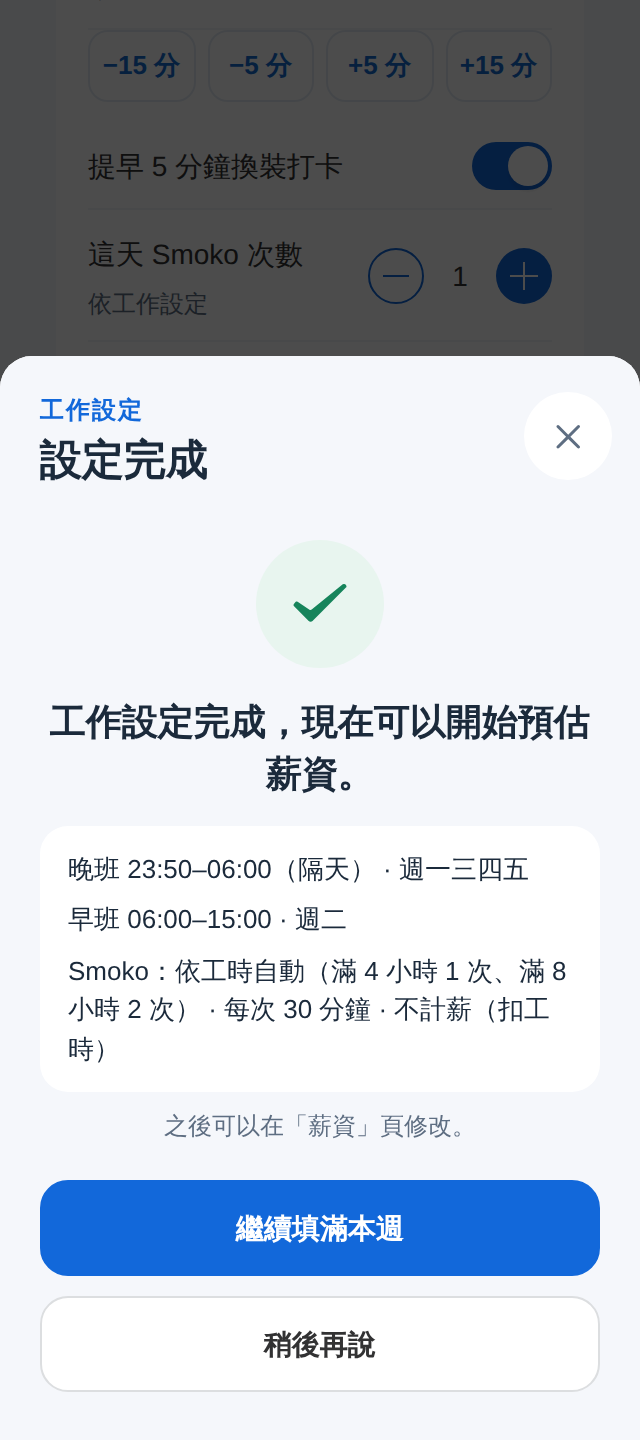 −15 分
−5 分
+5 分
+15 分
提早 5 分鐘換裝打卡
這天 Smoko 次數
依工作設定
1
工作設定
設定完成
工作設定完成，現在可以開始預估
薪資。
晚班 23:50–06:00（隔天） · 週一三四五
早班 06:00–15:00 · 週二
Smoko：依工時自動（滿 4 小時 1 次、滿 8
小時 2 次） · 每次 30 分鐘 · 不計薪（扣工
時）
之後可以在「薪資」頁修改。
繼續填滿本週
稍後再說